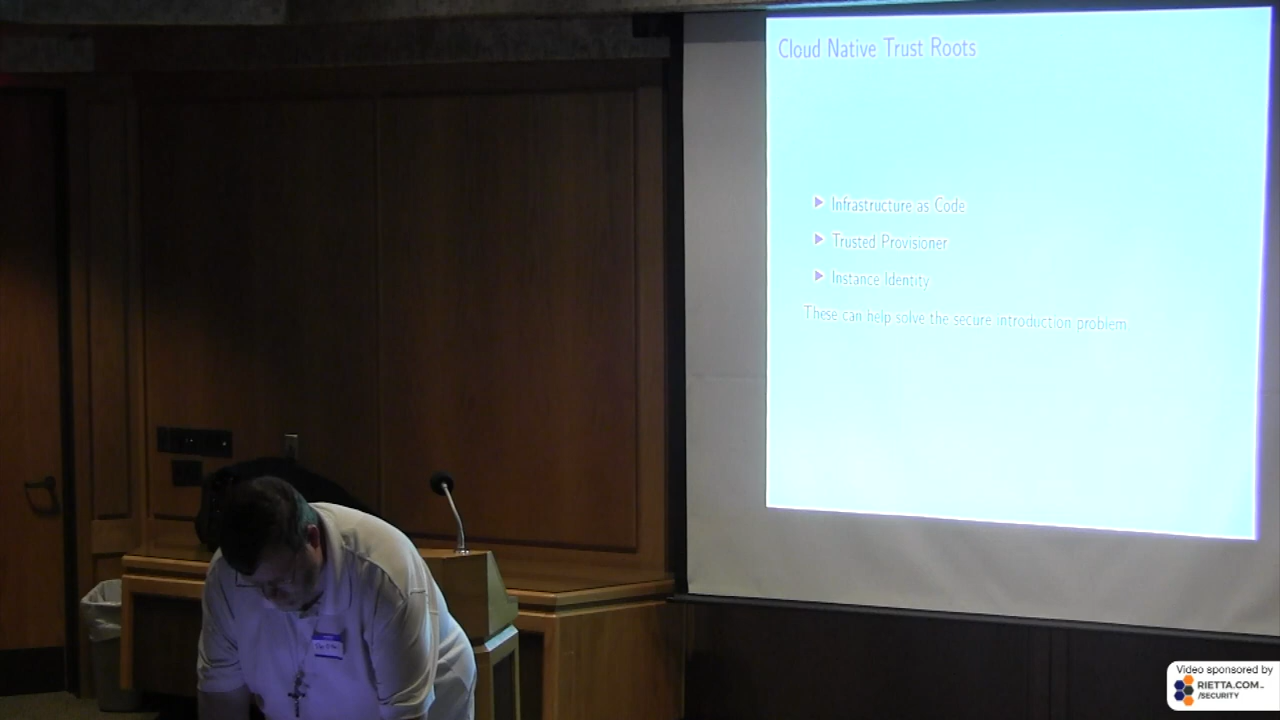 Cloud Native Trust Roots
Infrastructure as Code
Trusted Provisioner
Instance Identity
These can help solve the secure introduction problem
Video sponsored by
RIETTA.COM
/SECURITY